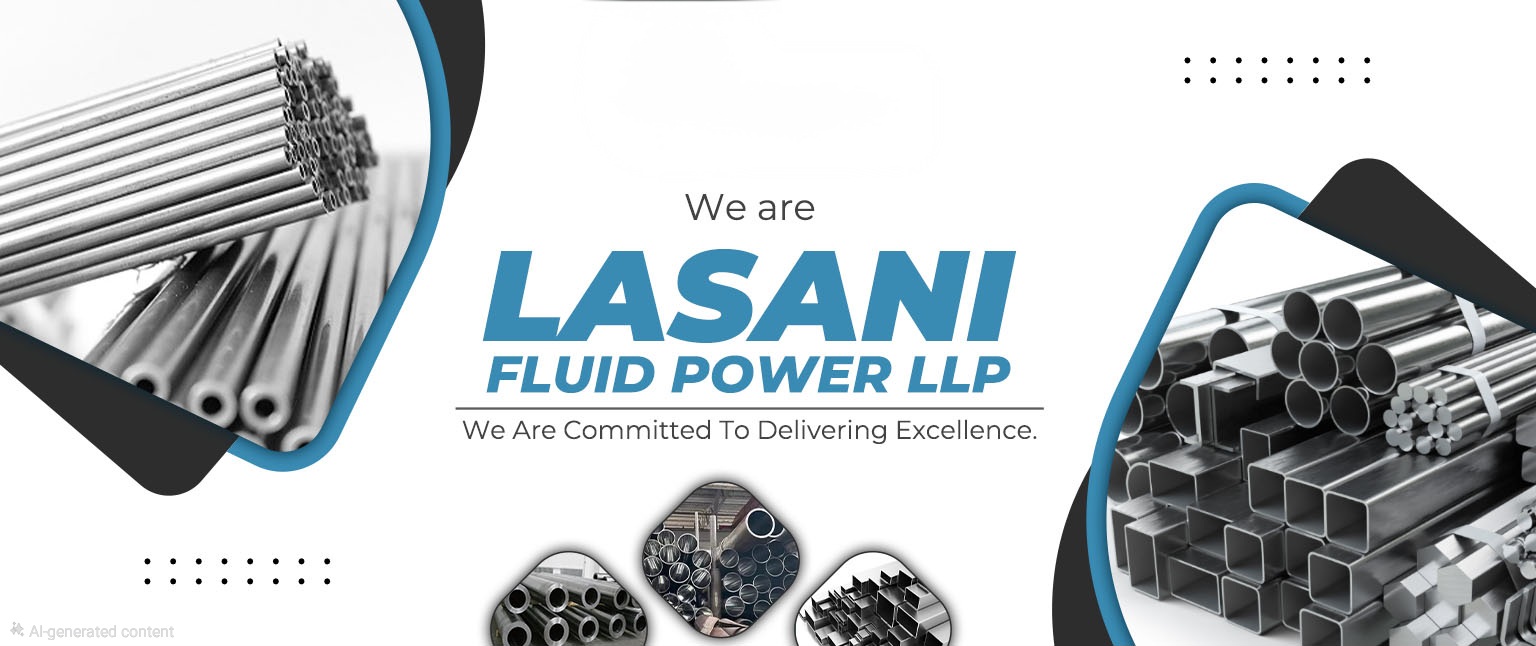 We are
LASANI
FLUID POWER LLP
We Are Committed To Delivering Excellence.
AI-generated content